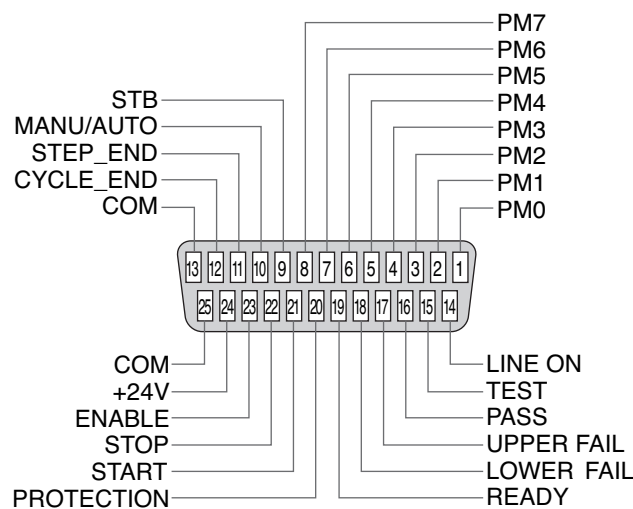 PM7
PM6
PM5
STB
PM4
MANU/AUTO
PM3
STEP_END
PM2
CYCLE_END
PM1
COM
PM0
13 12 11 10 9 8 7 6 5 4 3 2 1
25 24 23 22 21 20 19 18 17 16 15 14
COM
LINE ON
+24V
TEST
ENABLE
PASS
STOP
UPPER FAIL
START
LOWER FAIL
PROTECTION
READY